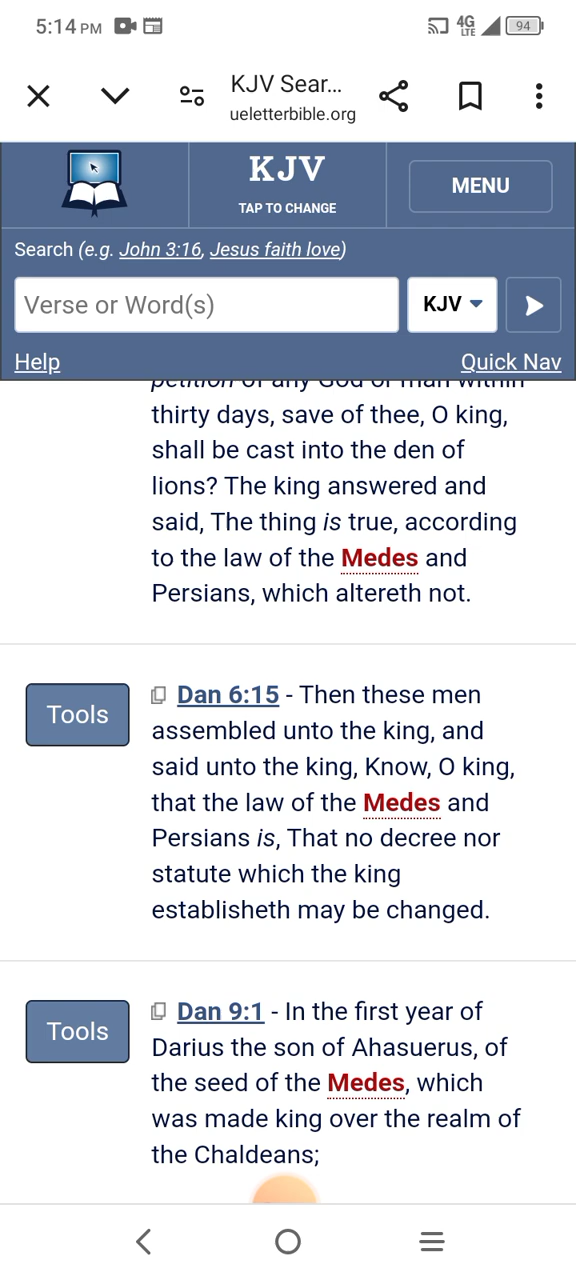 5:14 PM
4G
LTE
94
KJV Sear...
ueletterbible.org
KJV
TAP TO CHANGE
MENU
Search (e.g. John 3:16, Jesus faith love)
Verse or Word(s)
KJV
Help
Quick Nav
petition of any God or man within
thirty days, save of thee, O king,
shall be cast into the den of
lions? The king answered and
said, The thing is true, according
to the law of the Medes and
Persians, which altereth not.
Tools
Dan 6:15 - Then these men
assembled unto the king, and
said unto the king, Know, O king,
that the law of the Medes and
Persians is, That no decree nor
statute which the king
establisheth may be changed.
Tools
Dan 9:1 - In the first year of
Darius the son of Ahasuerus, of
the seed of the Medes, which
was made king over the realm of
the Chaldeans;